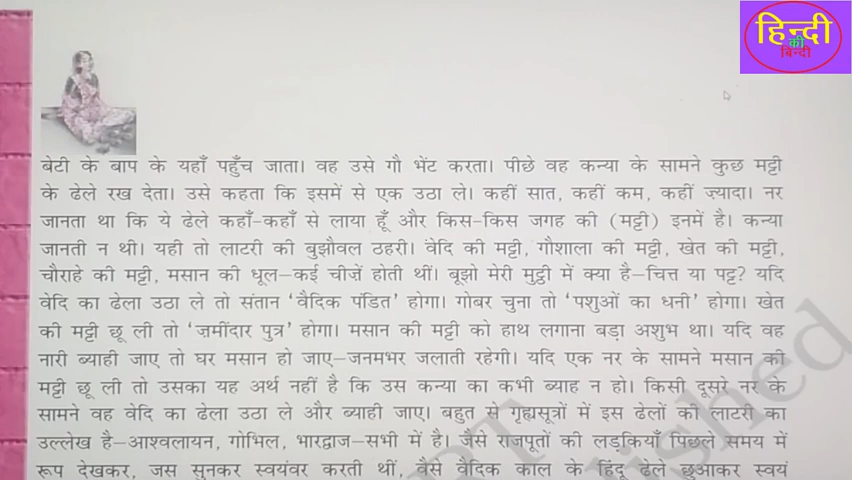 हिन्दी
की
बिन्दी
बेटी के बाप के यहाँ पहुँच जाता। वह उसे गौ भेंट करता। पीछे वह कन्या के सामने कुछ मट्टी
के ढेले रख देता। उसे कहता कि इसमें से एक उठा ले। कहीं सात, कहीं कम, कहीं ज़्यादा। नर
जानता था कि ये ढेले कहाँ-कहाँ से लाया हूँ और किस-किस जगह की (मट्टी) इनमें है। कन्या
जानती न थी। यही तो लाटरी की बुझौवल ठहरी। वेदि की मट्टी, गौशाला की मट्टी, खेत की मट्टी,
चौराहे की मट्टी, मसान की धूल–कई चीज़ें होती थीं। बूझो मेरी मुट्ठी में क्या है–चित्त या पट्ट? यदि
वेदि का ढेला उठा ले तो संतान ‘वैदिक पंडित’ होगा। गोबर चुना तो ‘पशुओं का धनी’ होगा। खेत
की मट्टी छू ली तो ‘ज़मींदार पुत्र’ होगा। मसान की मट्टी को हाथ लगाना बड़ा अशुभ था। यदि वह
नारी ब्याही जाए तो घर मसान हो जाए–जनमभर जलाती रहेगी। यदि एक नर के सामने मसान की
मट्टी छू ली तो उसका यह अर्थ नहीं है कि उस कन्या का कभी ब्याह न हो। किसी दूसरे नर के
सामने वह वेदि का ढेला उठा ले और ब्याही जाए। बहुत से गृह्यसूत्रों में इस ढेलों की लाटरी का
उल्लेख है–आश्वलायन, गोभिल, भारद्वाज–सभी में है। जैसे राजपूतों की लड़कियाँ पिछले समय में
रूप देखकर, जस सुनकर स्वयंवर करती थीं, वैसे वैदिक काल के हिंदू ढेले छुआकर स्वयं